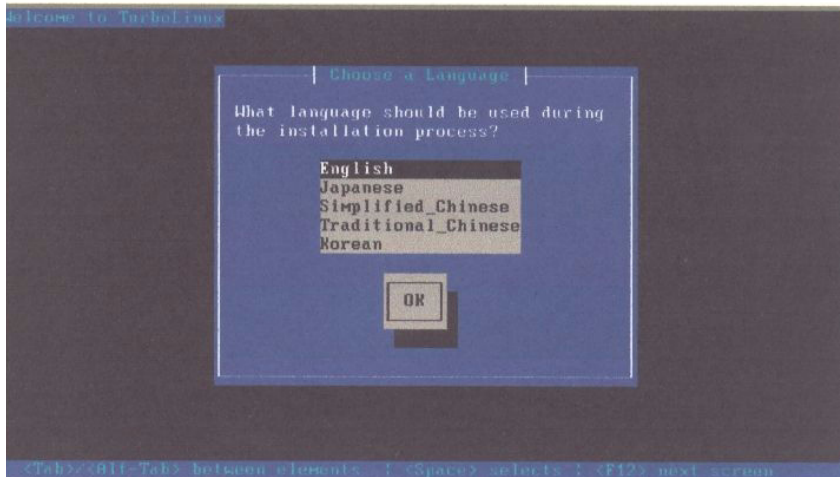 Welcome to TurboLinux
Choose a Language
What language should be used during
the installation process?
English
Japanese
Simplified_Chinese
Traditional_Chinese
Korean
OK
<Tab>/<Alt-Tab> between elements | <Space> selects | <F12> next screen